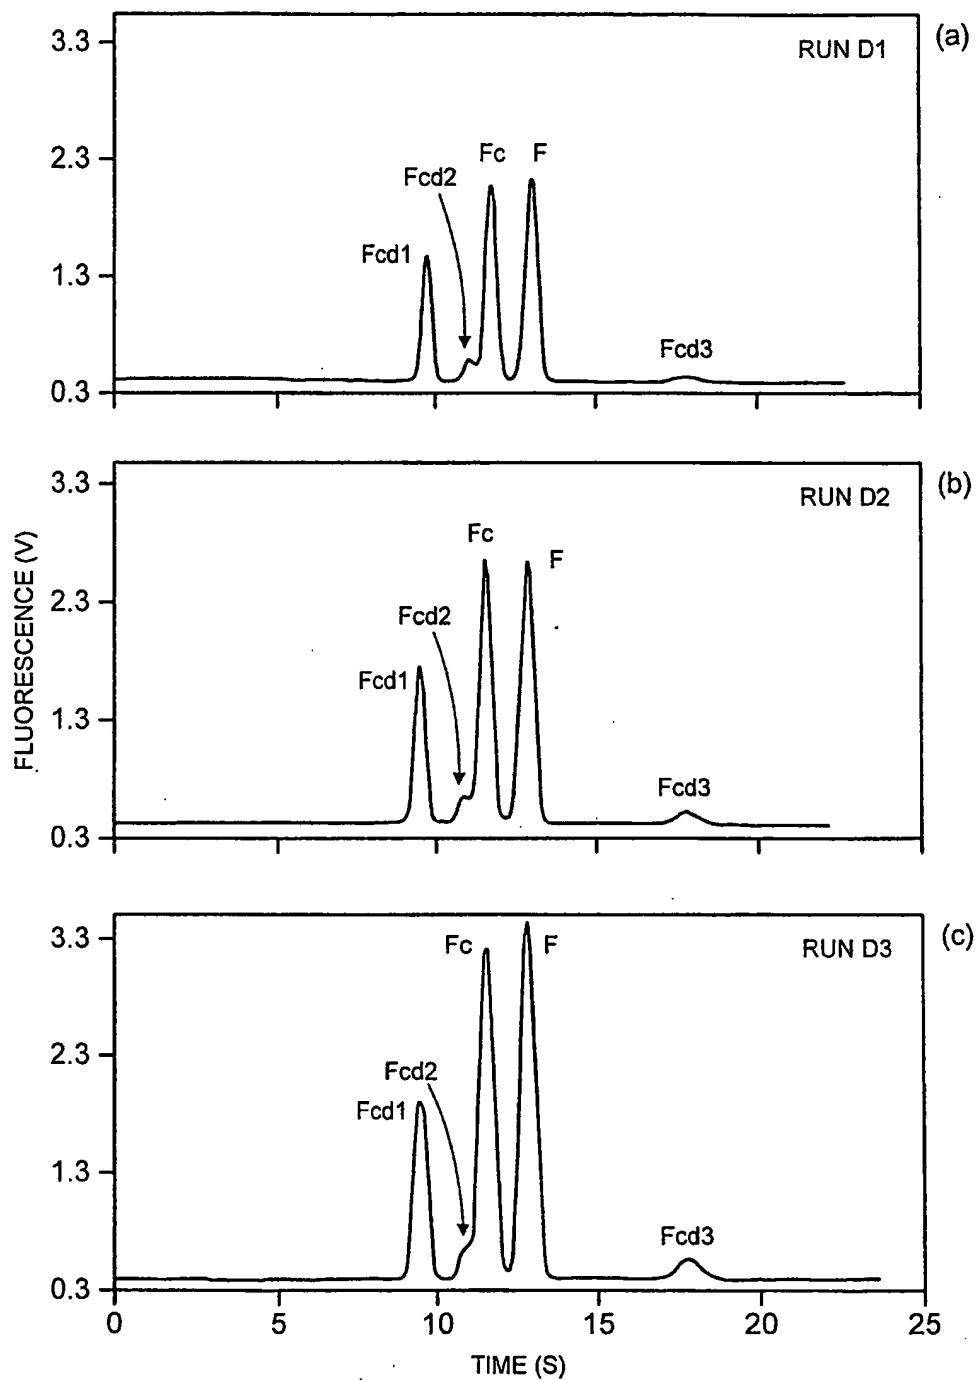 (a)
RUN D1
3.3
2.3
1.3
0.3
Fcd1
Fcd2
Fc
F
Fcd3
(b)
RUN D2
3.3
2.3
1.3
0.3
Fcd1
Fcd2
Fc
F
Fcd3
FLUORESCENCE (V)
(c)
RUN D3
3.3
2.3
1.3
0.3
Fcd1
Fcd2
Fc
F
Fcd3
0 5 10 15 20 25
TIME (S)